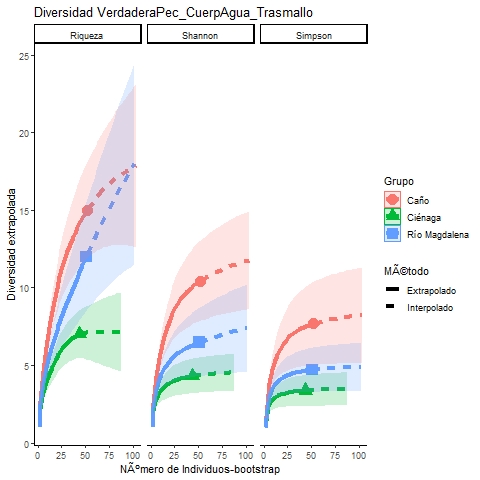 Diversidad VerdaderaPec_CuerpAgua_Trasmallo
Riqueza
Shannon
Simpson
Diversidad extrapolada
25
20
15
10
5
0
0 25 50 75 100
0 25 50 75 100
0 25 50 75 100
NÃºmero de Individuos-bootstrap
Grupo
Caño
Ciénaga
Río Magdalena
MÃ©todo
Extrapolado
Interpolado